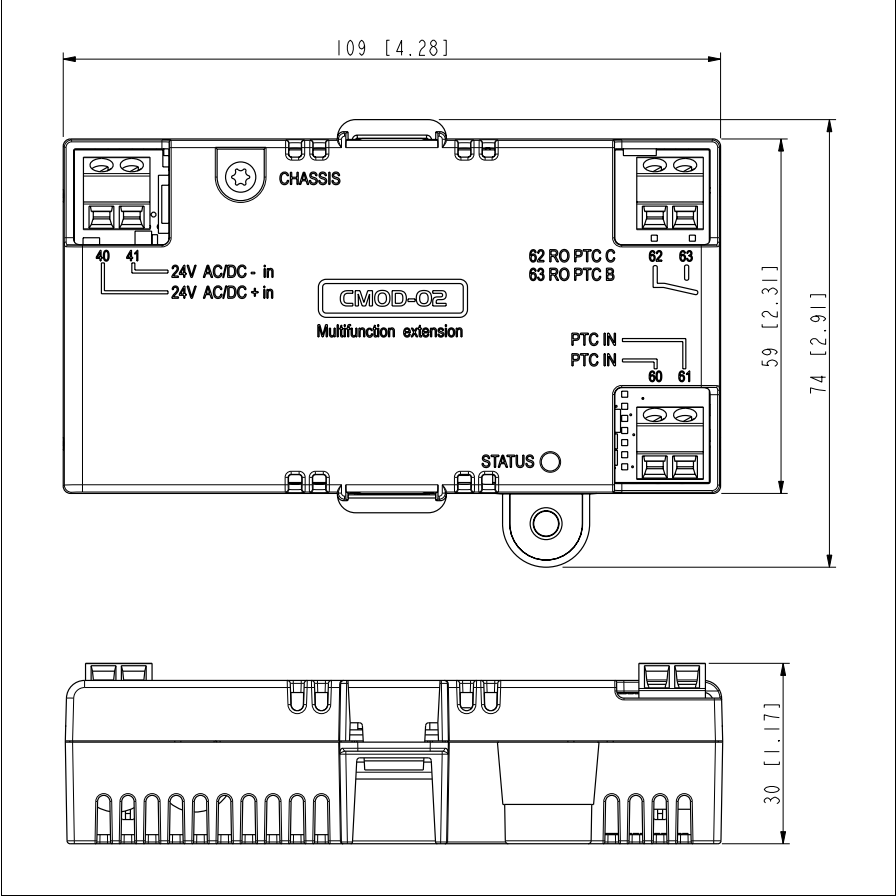 109 [4.28]
CHASSIS
40 41
24V AC/DC - in
24V AC/DC + in
62 RO PTC C
63 RO PTC B
62 63
CMOD-02
Multifunction extension
PTC IN
PTC IN
60 61
STATUS
59 [2.31]
74 [2.91]
30 [1.17]